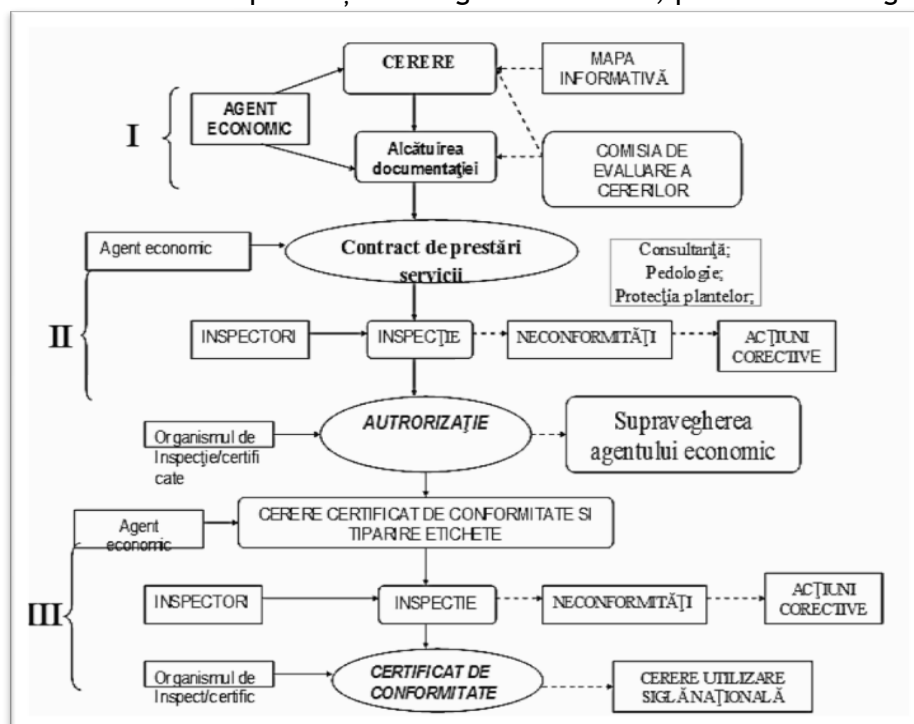 CERERE
MAPA
INFORMATIVĂ
I
AGENT
ECONOMIC
Alcătuirea
documentaţiei
COMISIA DE
EVALUARE A
CERERILOR
Agent economic
Contract de prestări
servicii
Consultanţă;
Pedologie;
Protecţia plantelor;
II
INSPECTORI
INSPECŢIE
NECONFORMITĂŢI
ACŢIUNI
CORECTIVE
Organismul de
Inspecţie/certifi
cate
AUTRORIZAŢIE
Supravegherea
agentului economic
Agent
economic
CERERE CERTIFICAT DE CONFORMITATE SI
TIPARIRE ETICHETE
III
INSPECTORI
INSPECTIE
NECONFORMITĂŢI
ACŢIUNI
CORECTIVE
Organismul de
Inspect/certific
CERTIFICAT DE
CONFORMITATE
CERERE UTILIZARE
SIGLĂ NAŢIONALĂ